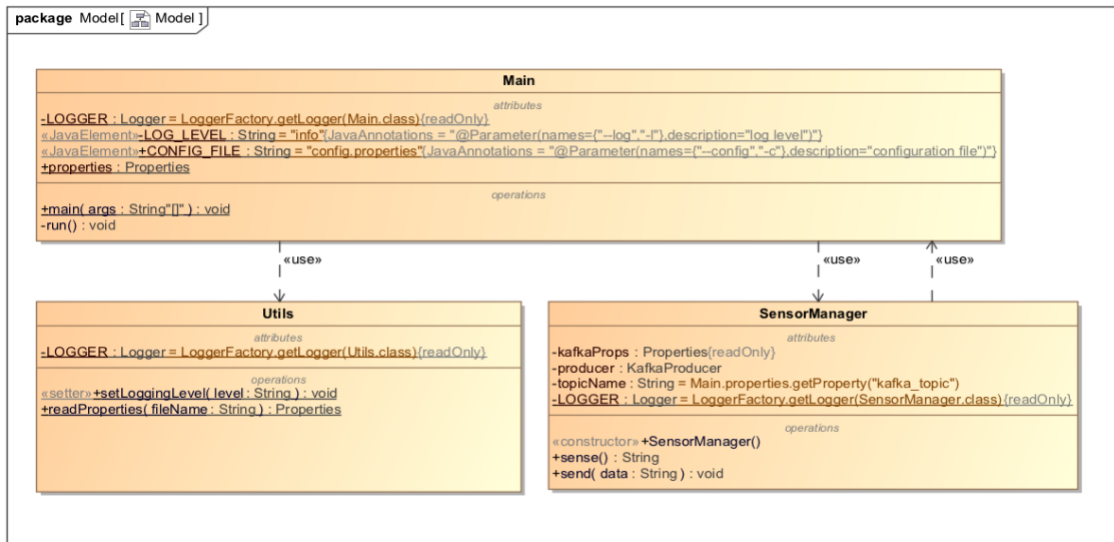 package Model[ Model ]
Main
attributes
-LOGGER : Logger = LoggerFactory.getLogger(Main.class){readOnly}
«JavaElement»-LOG_LEVEL : String = "info"{JavaAnnotations = "@Parameter(names={"--log","-l"},description="log level")"}
«JavaElement»+CONFIG_FILE : String = "config.properties"{JavaAnnotations = "@Parameter(names={"--config","-c"},description="configuration file")"}
+properties : Properties
operations
+main( args : String"[]" ) : void
-run() : void
«use»
«use»
«use»
Utils
attributes
-LOGGER : Logger = LoggerFactory.getLogger(Utils.class){readOnly}
operations
«setter»+setLoggingLevel( level : String ) : void
+readProperties( fileName : String ) : Properties
SensorManager
attributes
-kafkaProps : Properties{readOnly}
-producer : KafkaProducer
-topicName : String = Main.properties.getProperty("kafka_topic")
-LOGGER : Logger = LoggerFactory.getLogger(SensorManager.class){readOnly}
operations
«constructor»+SensorManager()
+sense() : String
+send( data : String ) : void